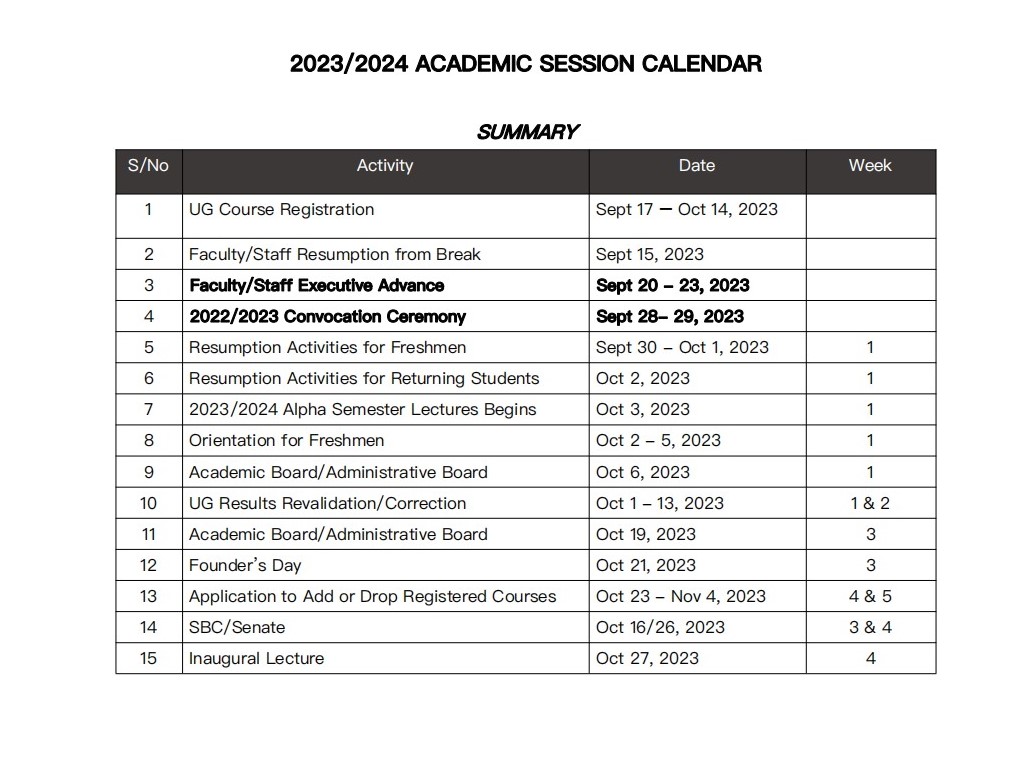 2023/2024 ACADEMIC SESSION CALENDAR
SUMMARY
S/No Activity Date Week
1 UG Course Registration Sept 17 – Oct 14, 2023
2 Faculty/Staff Resumption from Break Sept 15, 2023
3 Faculty/Staff Executive Advance Sept 20 – 23, 2023
4 2022/2023 Convocation Ceremony Sept 28– 29, 2023
5 Resumption Activities for Freshmen Sept 30 – Oct 1, 2023 1
6 Resumption Activities for Returning Students Oct 2, 2023 1
7 2023/2024 Alpha Semester Lectures Begins Oct 3, 2023 1
8 Orientation for Freshmen Oct 2 – 5, 2023 1
9 Academic Board/Administrative Board Oct 6, 2023 1
10 UG Results Revalidation/Correction Oct 1 – 13, 2023 1 & 2
11 Academic Board/Administrative Board Oct 19, 2023 3
12 Founder’s Day Oct 21, 2023 3
13 Application to Add or Drop Registered Courses Oct 23 – Nov 4, 2023 4 & 5
14 SBC/Senate Oct 16/26, 2023 3 & 4
15 Inaugural Lecture Oct 27, 2023 4